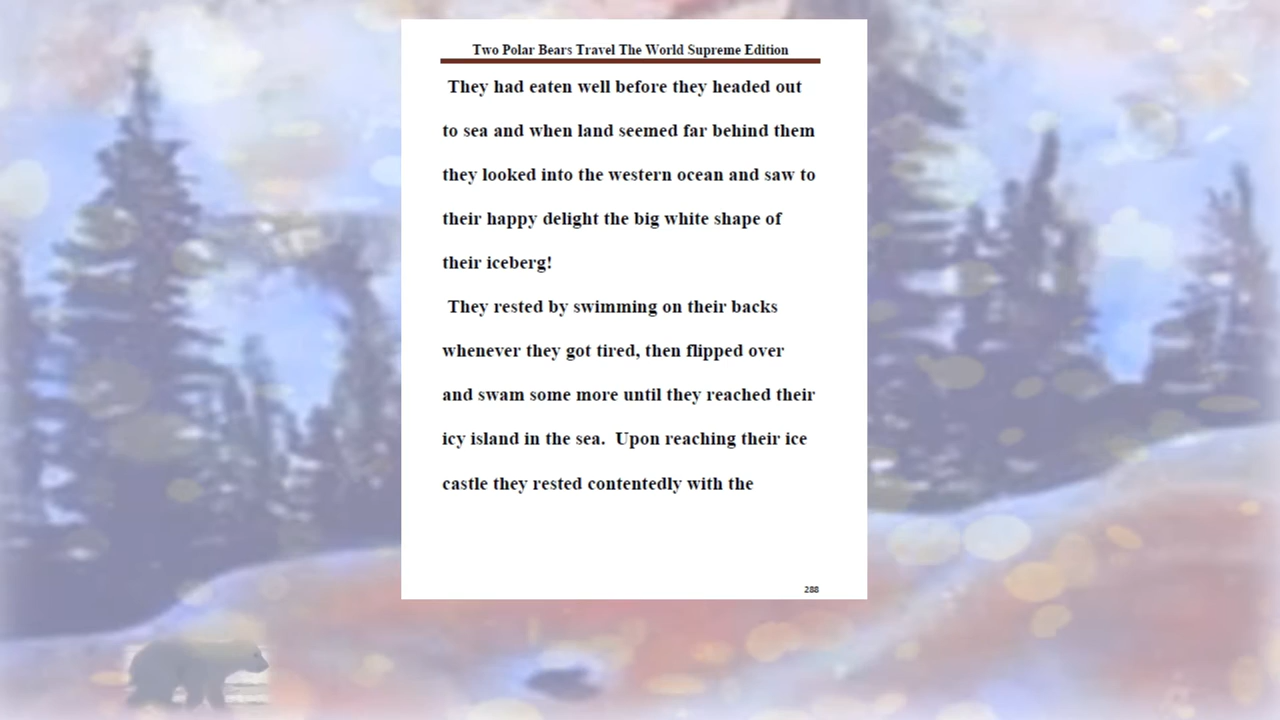 Two Polar Bears Travel The World Supreme Edition
They had eaten well before they headed out
to sea and when land seemed far behind them
they looked into the western ocean and saw to
their happy delight the big white shape of
their iceberg!
They rested by swimming on their backs
whenever they got tired, then flipped over
and swam some more until they reached their
icy island in the sea.  Upon reaching their ice
castle they rested contentedly with the
288